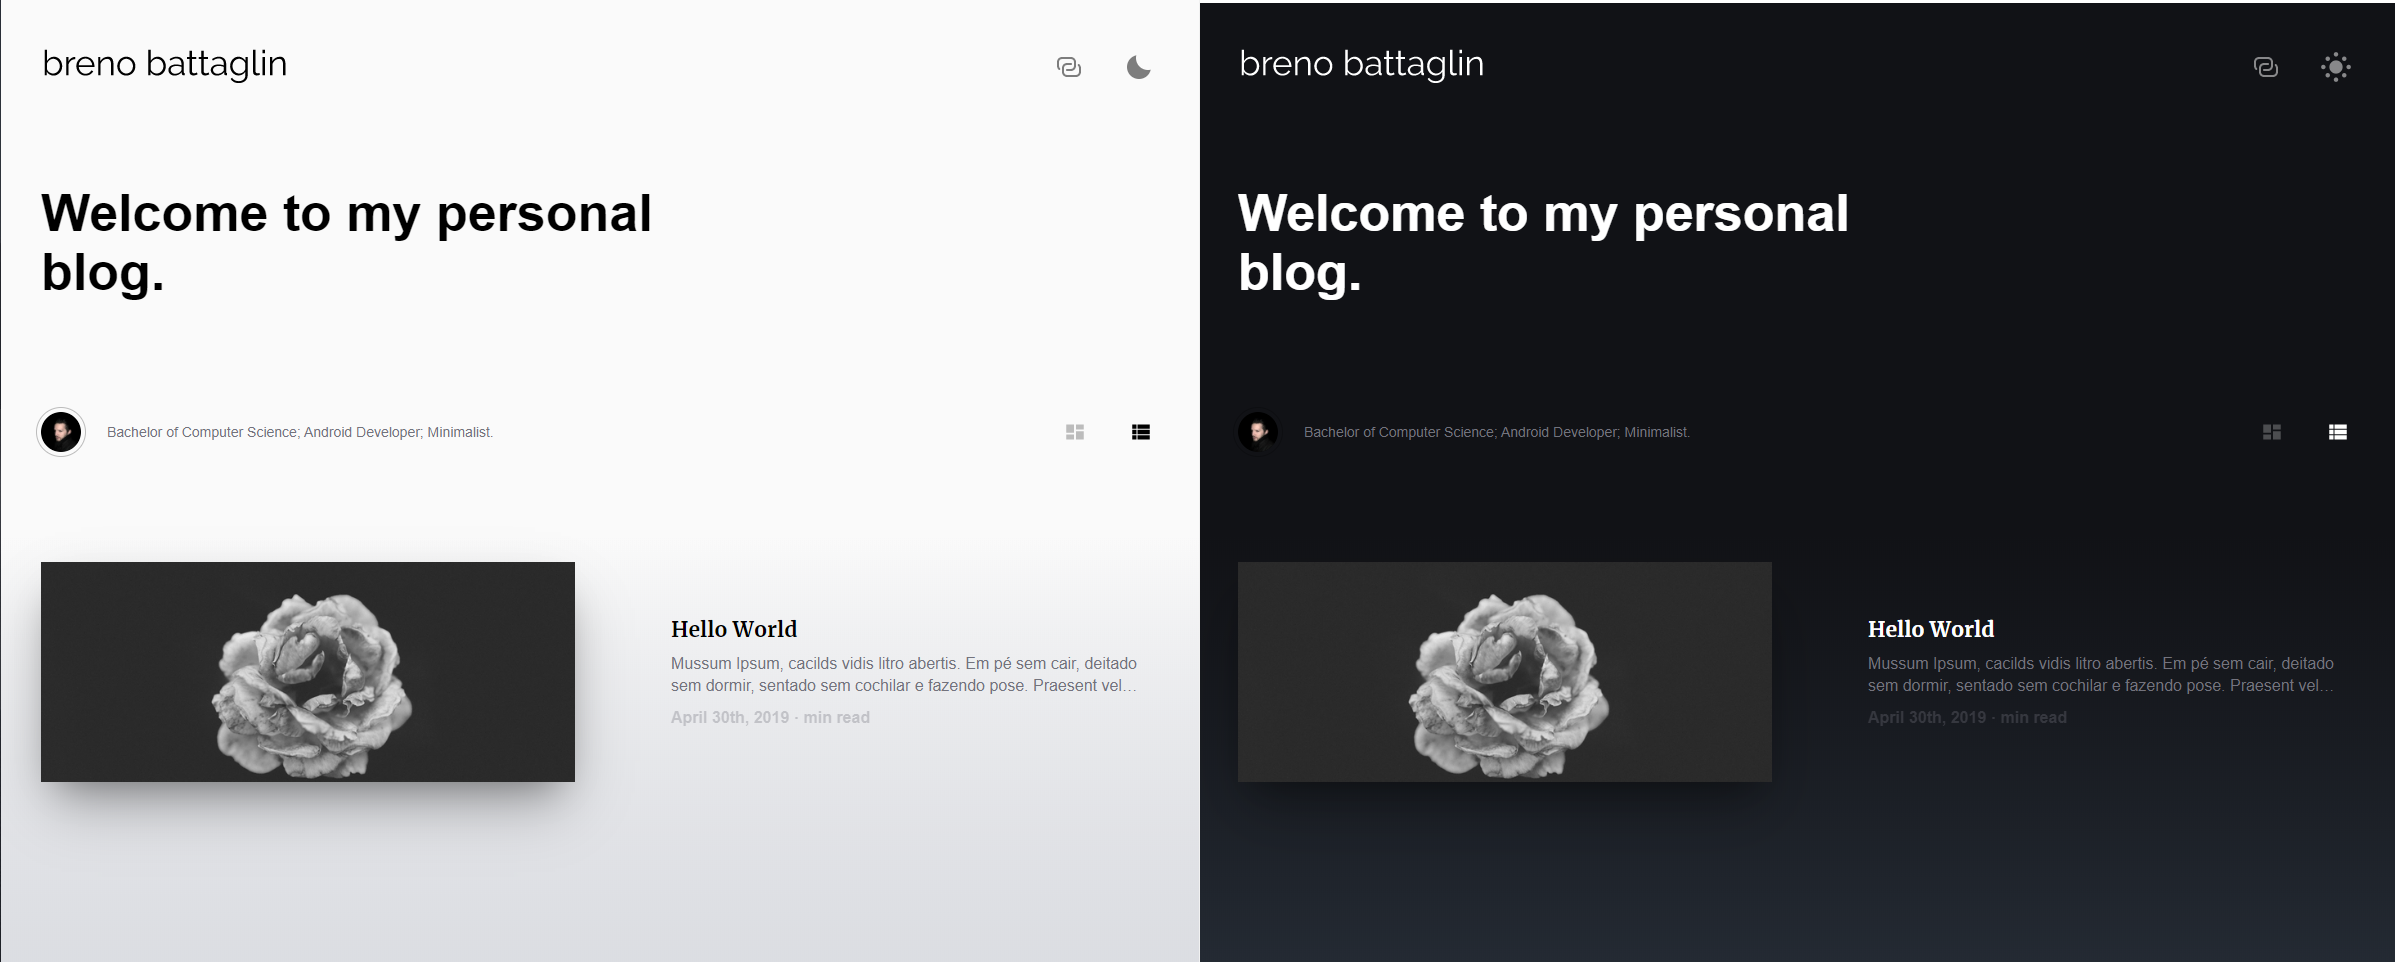 breno battaglin
Welcome to my personal
blog.
Bachelor of Computer Science; Android Developer; Minimalist.
Hello World
Mussum Ipsum, cacilds vidis litro abertis. Em pé sem cair, deitado
sem dormir, sentado sem cochilar e fazendo pose. Praesent vel…
April 30th, 2019 · min read
breno battaglin
Welcome to my personal
blog.
Bachelor of Computer Science; Android Developer; Minimalist.
Hello World
Mussum Ipsum, cacilds vidis litro abertis. Em pé sem cair, deitado
sem dormir, sentado sem cochilar e fazendo pose. Praesent vel…
April 30th, 2019 · min read